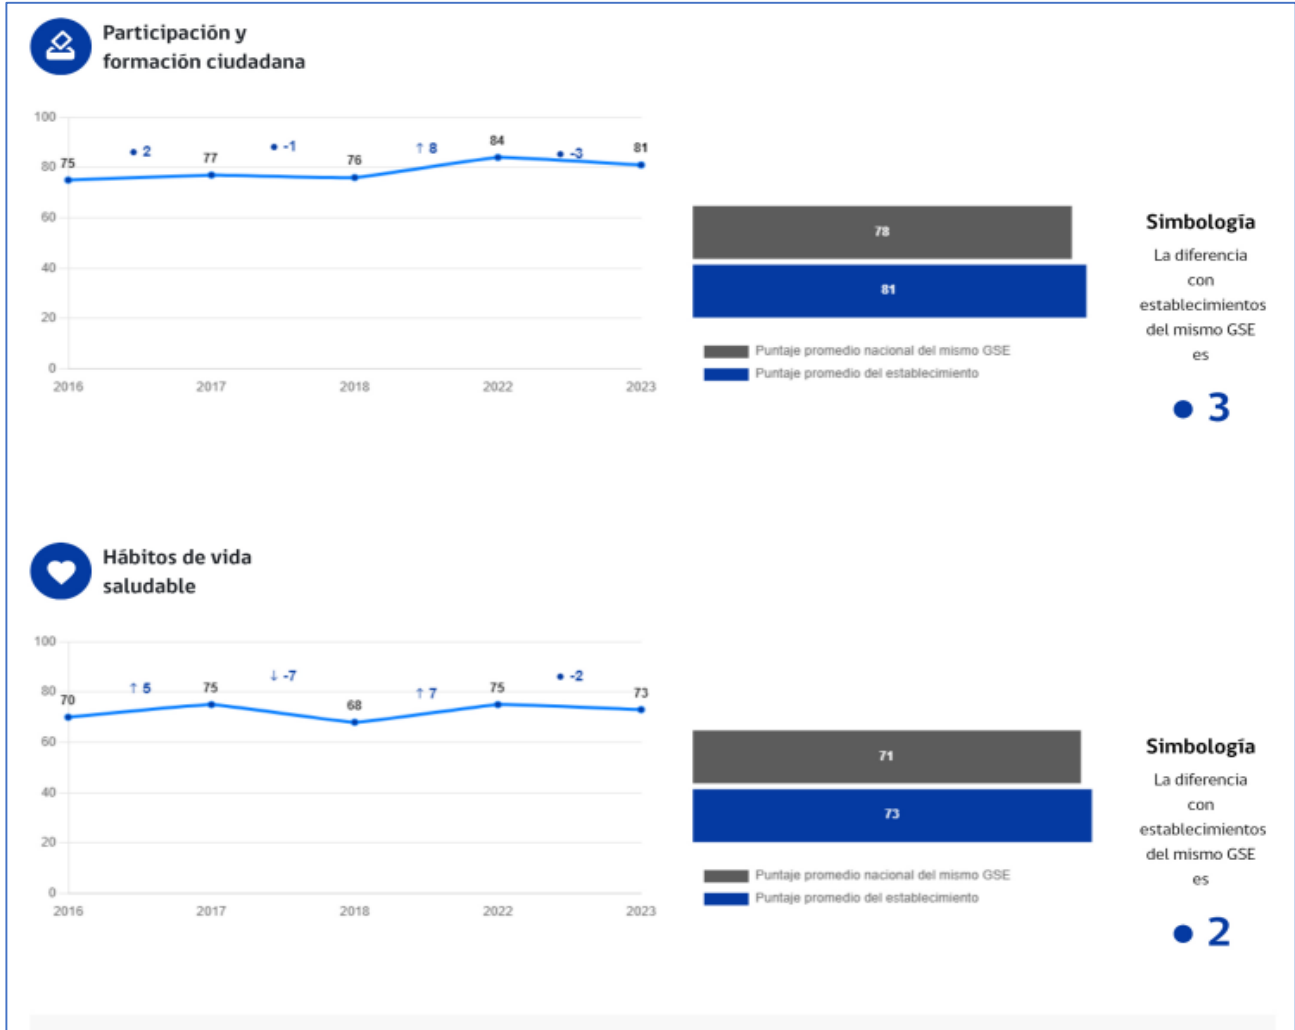 Participación y
formación ciudadana
100
80
60
40
20
0
75
● 2
77
● -1
76
↑ 8
84
● -3
81
2016
2017
2018
2022
2023
78
81
Puntaje promedio nacional del mismo GSE
Puntaje promedio del establecimiento
Simbología
La diferencia
con
establecimientos
del mismo GSE
es
● 3
Hábitos de vida
saludable
100
80
60
40
20
0
70
↑ 5
75
↓ -7
68
↑ 7
75
● -2
73
2016
2017
2018
2022
2023
71
73
Puntaje promedio nacional del mismo GSE
Puntaje promedio del establecimiento
Simbología
La diferencia
con
establecimientos
del mismo GSE
es
● 2